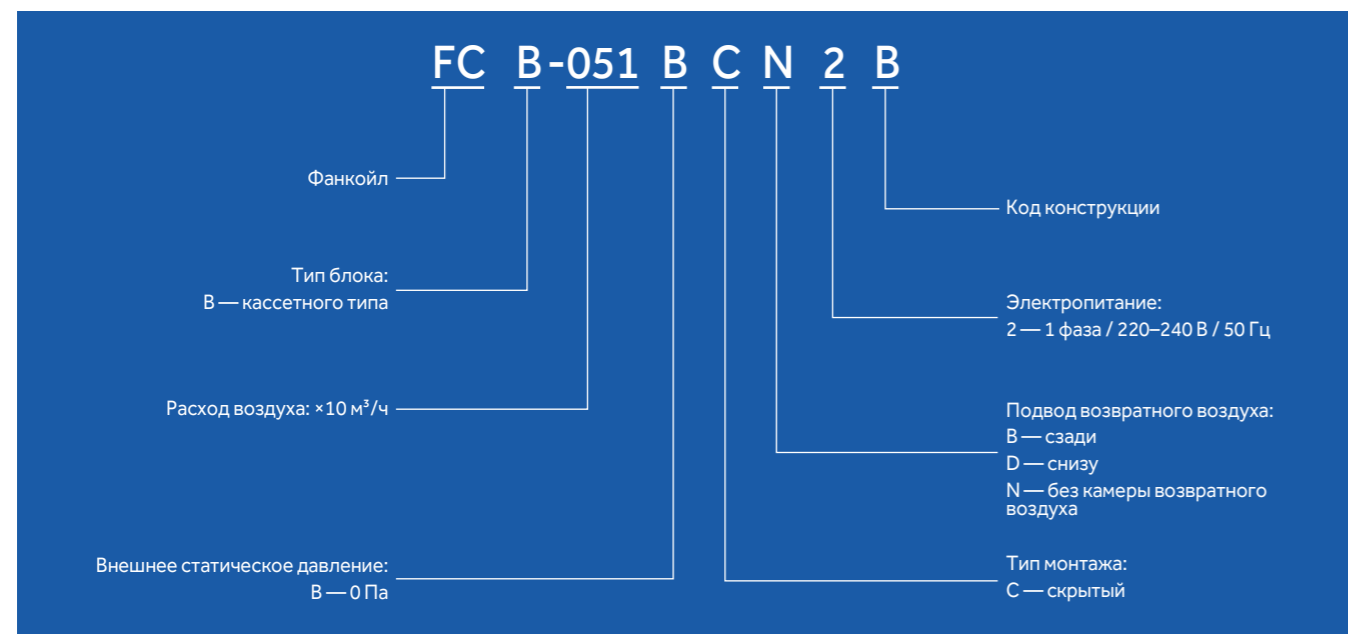 FC B-051 B C N 2 B
Фанкойл
Тип блока:
B — кассетного типа
Расход воздуха: ×10 м³/ч
Внешнее статическое давление:
B — 0 Па
Код конструкции
Электропитание:
2 — 1 фаза / 220–240 В / 50 Гц
Подвод возвратного воздуха:
B — сзади
D — снизу
N — без камеры возвратного
воздуха
Тип монтажа:
C — скрытый